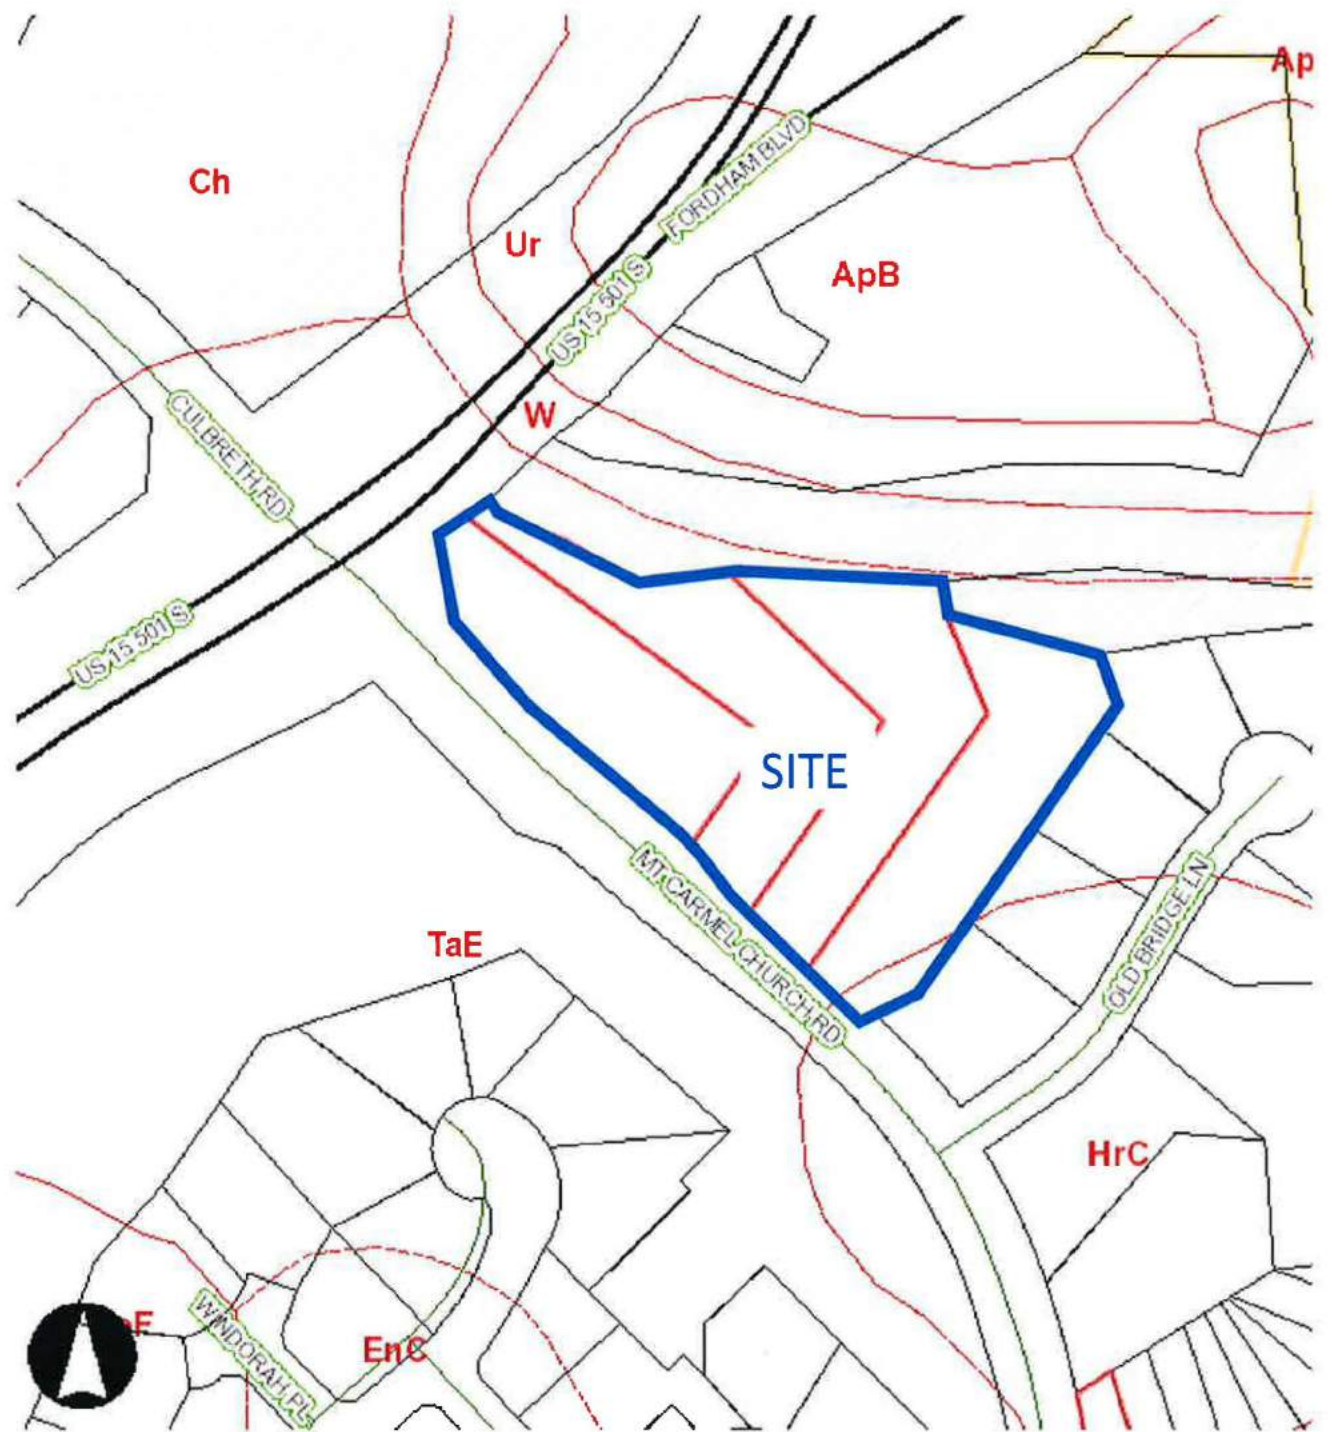 Ap
FORDHAM BLVD
Ch
Ur
ApB
US 15 501 S
W
CULBRETH RD
US 15 501 S
SITE
MT CARMEL CHURCH RD
OLD BRIDGE LN
TaE
HrC
WINDORAH PL
EnC